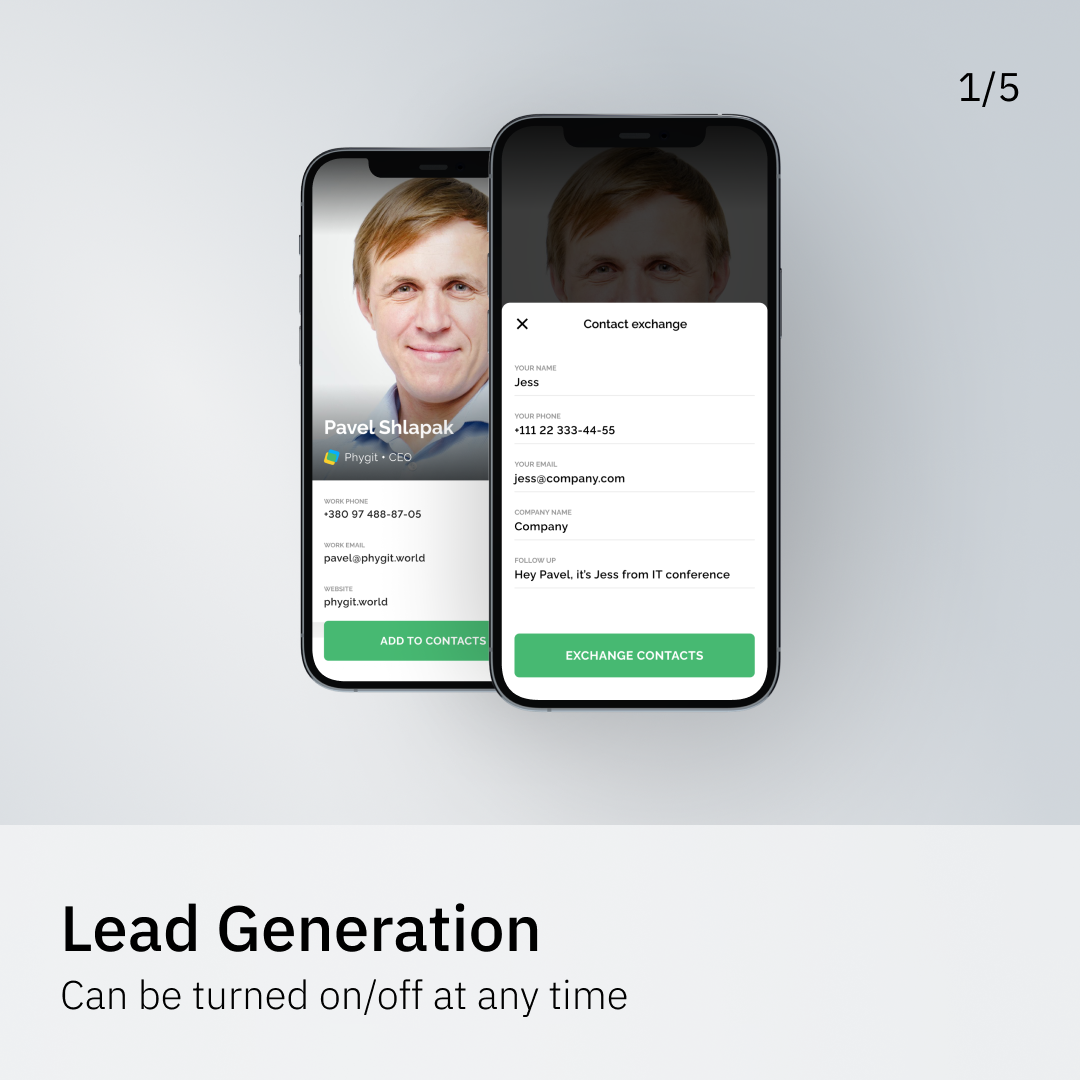 1/5
Pavel Shlapak
Phygit • CEO
WORK PHONE
+380 97 488-87-05
WORK EMAIL
pavel@phygit.world
WEBSITE
phygit.world
ADD TO CONTACTS
Contact exchange
YOUR NAME
Jess
YOUR PHONE
+111 22 333-44-55
YOUR EMAIL
jess@company.com
COMPANY NAME
Company
FOLLOW UP
Hey Pavel, it's Jess from IT conference
EXCHANGE CONTACTS
Lead Generation
Can be turned on/off at any time